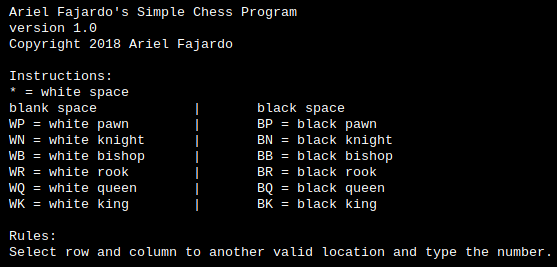 Ariel Fajardo's Simple Chess Program
version 1.0
Copyright 2018 Ariel Fajardo

Instructions:
* = white space
blank space            |       black space
WP = white pawn        |       BP = black pawn
WN = white knight      |       BN = black knight
WB = white bishop      |       BB = black bishop
WR = white rook        |       BR = black rook
WQ = white queen       |       BQ = black queen
WK = white king        |       BK = black king

Rules:
Select row and column to another valid location and type the number.